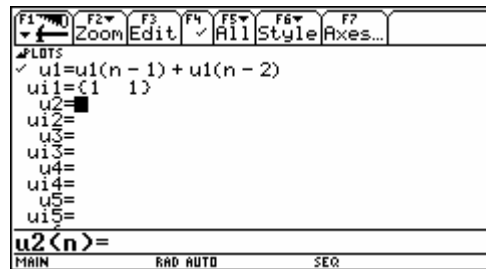 F1 F2 Zoom F3 Edit F4 ✓ F5 All F6 Style F7 Axes...
PLOTS
✓ u1=u1(n - 1) + u1(n - 2)
ui1={1 1}
u2=
ui2=
u3=
ui3=
u4=
ui4=
u5=
ui5=
u2(n)=
MAIN RAD AUTO SEQ